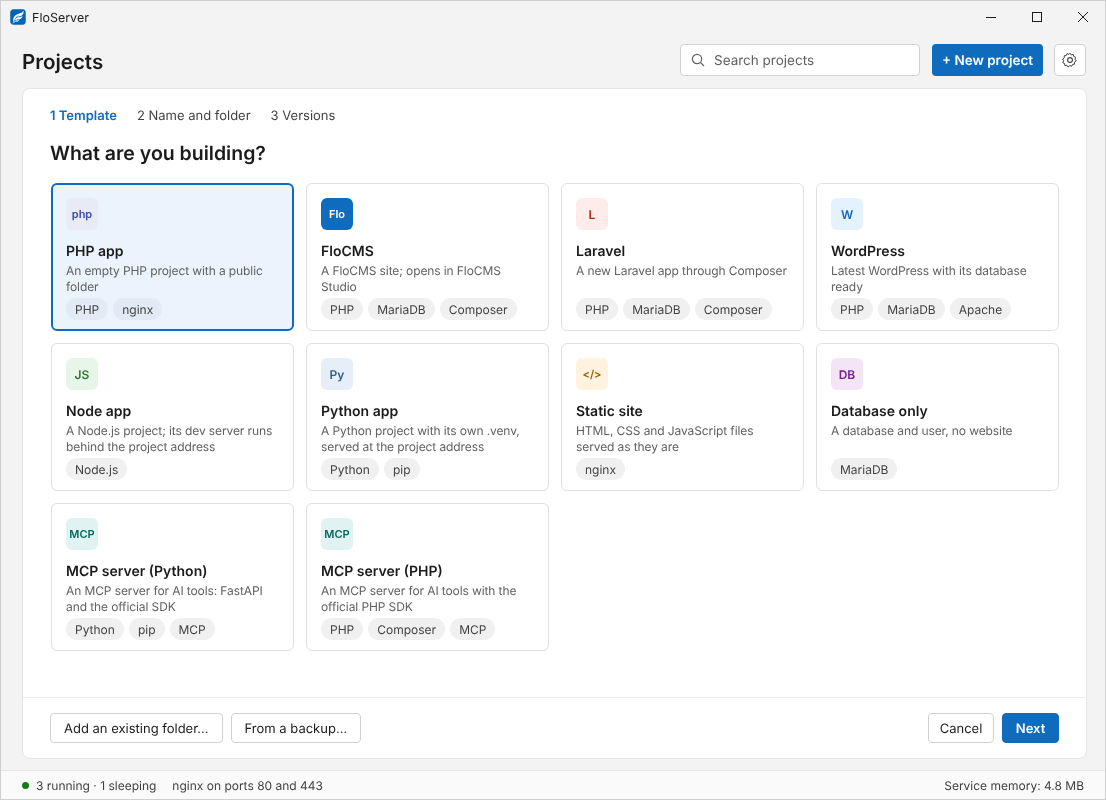 FloServer
Projects
Search projects
+ New project
1 Template
2 Name and folder
3 Versions
What are you building?
php
PHP app
An empty PHP project with a public
folder
PHP
nginx
Flo
FloCMS
A FloCMS site; opens in FloCMS
Studio
PHP
MariaDB
Composer
L
Laravel
A new Laravel app through Composer
PHP
MariaDB
Composer
W
WordPress
Latest WordPress with its database
ready
PHP
MariaDB
Apache
JS
Node app
A Node.js project; its dev server runs
behind the project address
Node.js
Py
Python app
A Python project with its own .venv,
served at the project address
Python
pip
</>
Static site
HTML, CSS and JavaScript files
served as they are
nginx
DB
Database only
A database and user, no website
MariaDB
MCP
MCP server (Python)
An MCP server for AI tools: FastAPI
and the official SDK
Python
pip
MCP
MCP
MCP server (PHP)
An MCP server for AI tools with the
official PHP SDK
PHP
Composer
MCP
Add an existing folder...
From a backup...
Cancel
Next
3 running · 1 sleeping
nginx on ports 80 and 443
Service memory: 4.8 MB